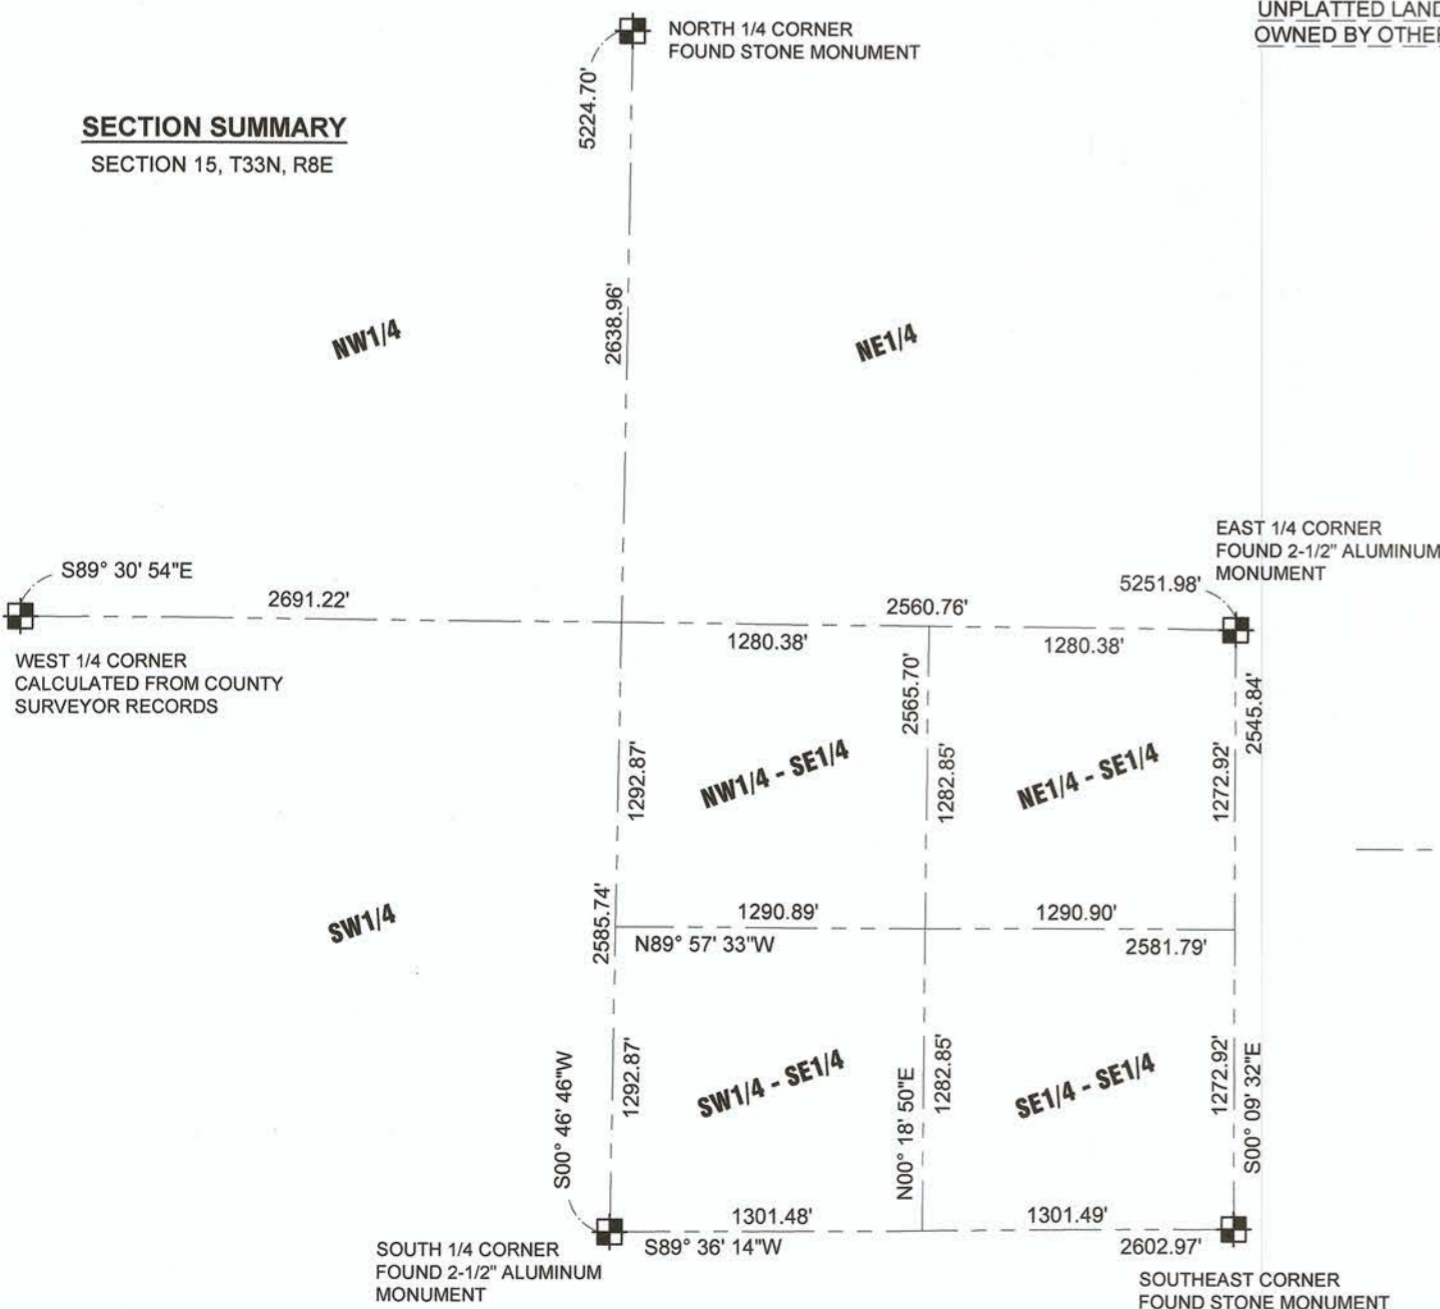 UNPLATTED LAND
OWNED BY OTHER
NORTH 1/4 CORNER
FOUND STONE MONUMENT
5224.70'
SECTION SUMMARY
SECTION 15, T33N, R8E
2638.96'
NW1/4
NE1/4
EAST 1/4 CORNER
FOUND 2-1/2" ALUMINUM
MONUMENT
S89° 30' 54"E
5251.98'
2691.22'
2560.76'
1280.38'
1280.38'
WEST 1/4 CORNER
CALCULATED FROM COUNTY
SURVEYOR RECORDS
2565.70'
2545.84'
1292.87'
NW1/4 - SE1/4
1282.85'
NE1/4 - SE1/4
1272.92'
SW1/4
2585.74'
1290.89'
1290.90'
N89° 57' 33"W
2581.79'
S00° 46' 46"W
1292.87'
SW1/4 - SE1/4
N00° 18' 50"E
1282.85'
SE1/4 - SE1/4
1272.92'
S00° 09' 32"E
1301.48'
1301.49'
S89° 36' 14"W
2602.97'
SOUTH 1/4 CORNER
FOUND 2-1/2" ALUMINUM
MONUMENT
SOUTHEAST CORNER
FOUND STONE MONUMENT